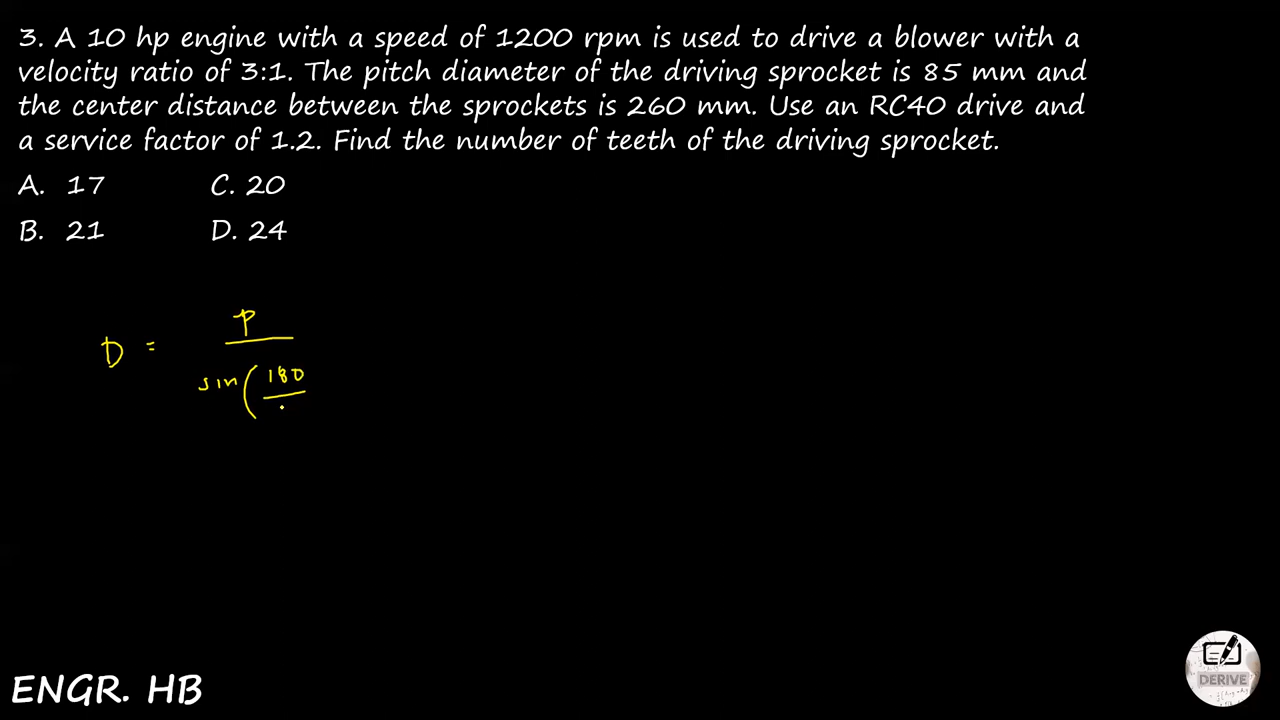 3. A 10 hp engine with a speed of 1200 rpm is used to drive a blower with a
velocity ratio of 3:1. The pitch diameter of the driving sprocket is 85 mm and
the center distance between the sprockets is 260 mm. Use an RC40 drive and
a service factor of 1.2. Find the number of teeth of the driving sprocket.
A. 17 C. 20
B. 21 D. 24
P
D =
sin(180
ENGR. HB
DERIVE